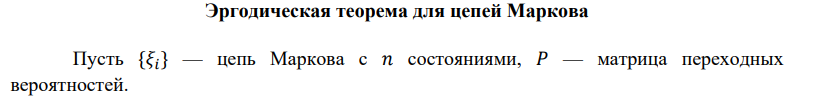 Эргодическая теорема для цепей Маркова
Пусть {ξᵢ} — цепь Маркова с n состояниями, P — матрица переходных
вероятностей.